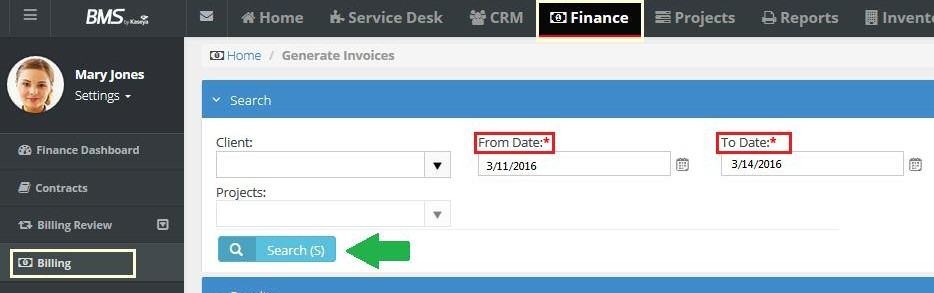 BMS by Kaseya
Home Service Desk CRM Finance Projects Reports
Home / Generate Invoices
Mary Jones
Settings
Search
Client: From Date:* To Date:*
3/11/2016 3/14/2016
Projects:
Search (S)
Finance Dashboard
Contracts
Billing Review
Billing